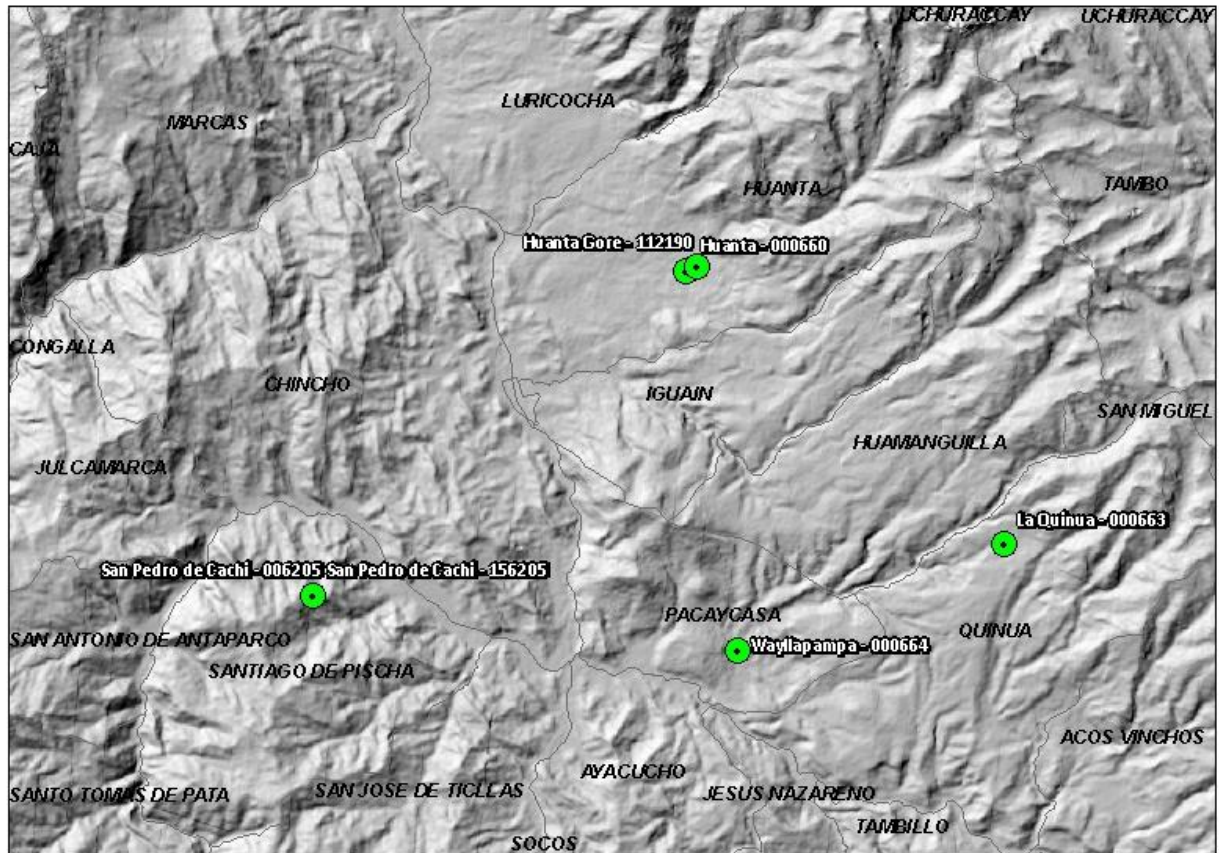 UCHURACCAY UCHURACCAY
LURICOCHA
MARCAS
CAJA
HUANTA
TAMBO
Huanta Gore - 112190 Huanta - 000660
CONGALLA
CHINCHO
IGUAIN
SAN MIGUEL
HUAMANGUILLA
JULCAMARCA
La Quinua - 000663
San Pedro de Cachi - 006205 San Pedro de Cachi - 156205
PACAYCASA
QUINUA
SAN ANTONIO DE ANTAPARCO
Wayllapampa - 000664
SANTIAGO DE PISCHA
ACOS VINCHOS
AYACUCHO
SAN JOSE DE TICLLAS
SANTO TOMAS DE PATA
JESUS NAZARENO
TAMBILLO
SOCOS